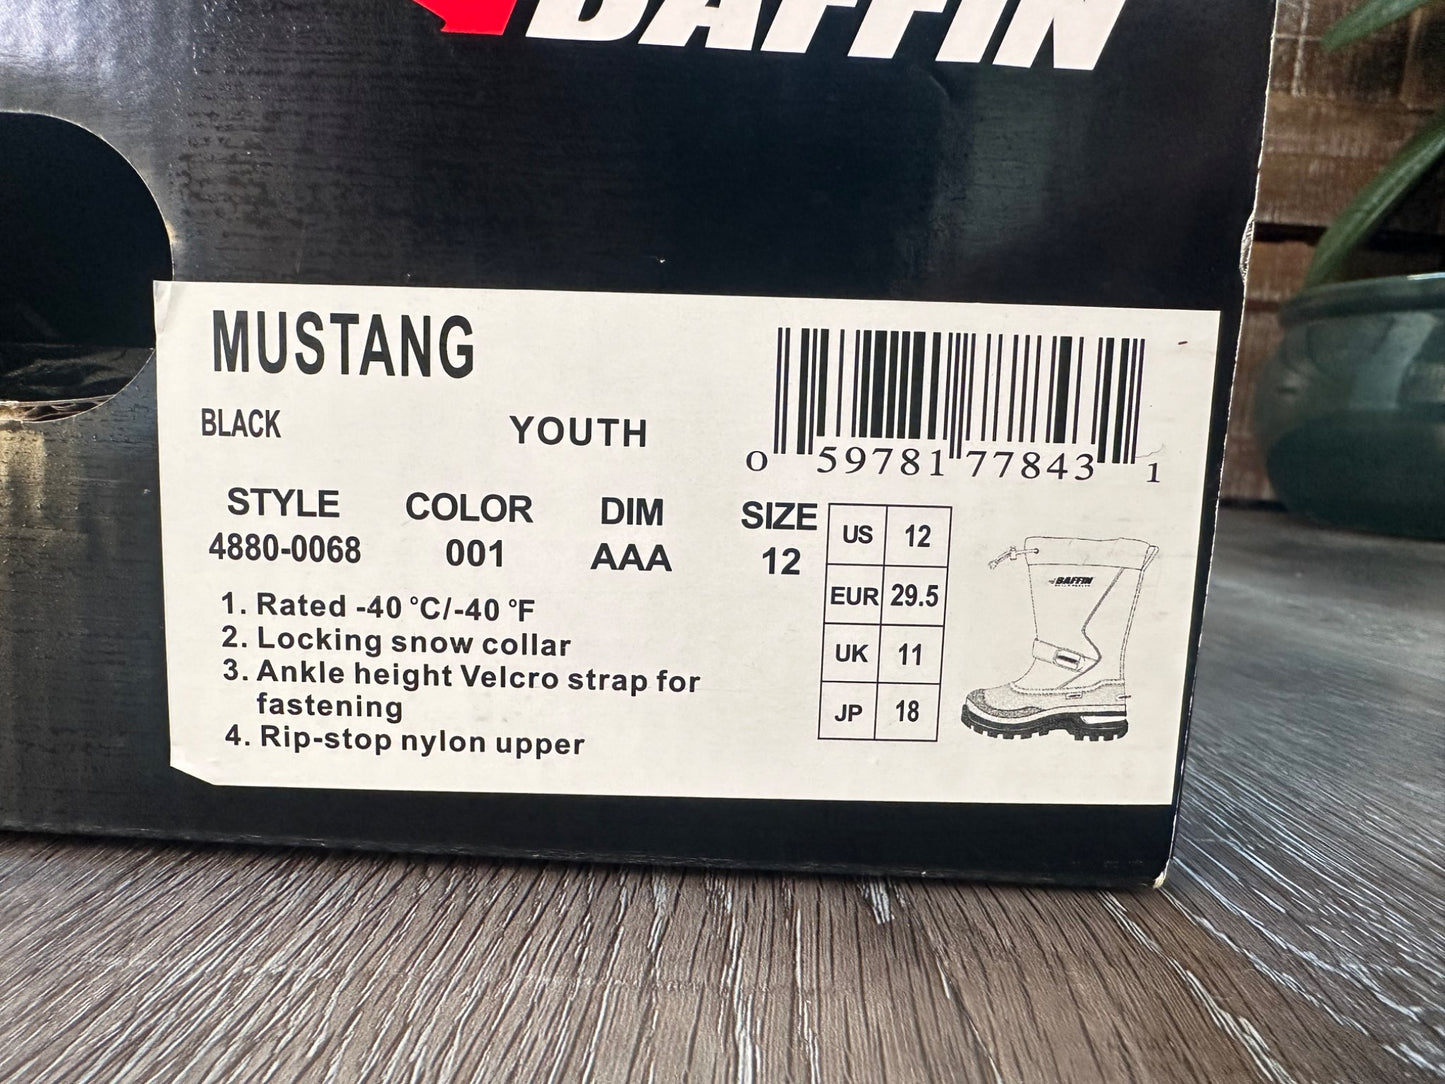 BAFFIN
MUSTANG
BLACK YOUTH
0 59781 77843 1
STYLE COLOR DIM SIZE
4880-0068 001 AAA 12
US 12
EUR 29.5
UK 11
JP 18
BAFFIN
1. Rated -40 °C/-40 °F
2. Locking snow collar
3. Ankle height Velcro strap for
fastening
4. Rip-stop nylon upper